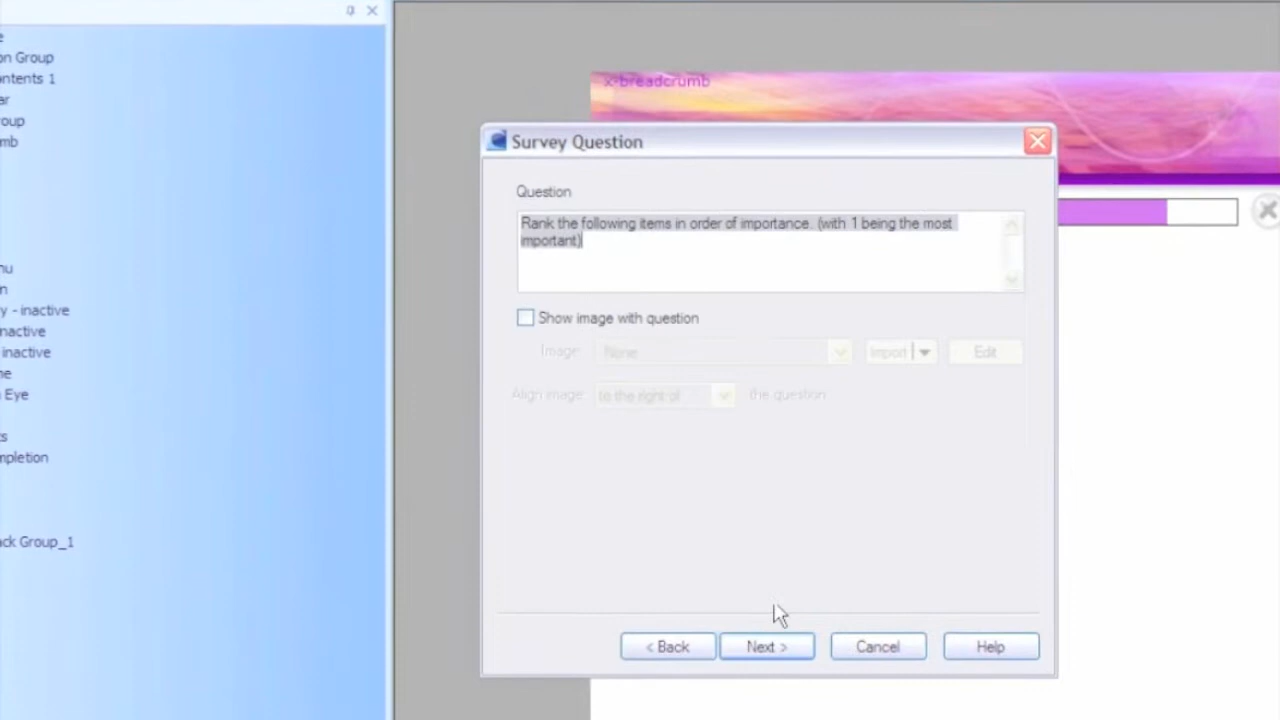 e
on Group
ontents 1
ar
roup
mb
nu
n
y - inactive
nactive
inactive
ne
Eye
ts
mpletion
ack Group_1
x-breadcrumb
Survey Question
Question
Rank the following items in order of importance. (with 1 being the most
important)
Show image with question
Image: None Import Edit
Align image: to the right of the question
< Back Next > Cancel Help